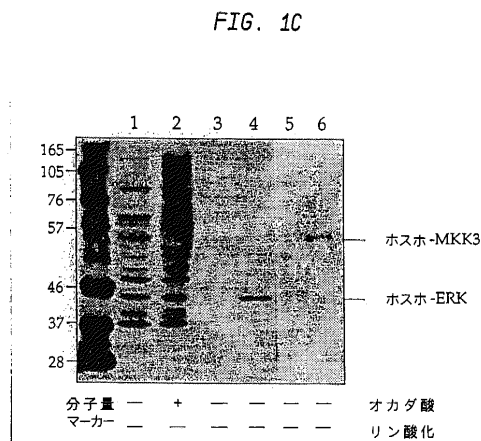 FIG. 1C
1 2 3 4 5 6
165
105
76
57
ホスホ-MKK3
46
ホスホ-ERK
37
28
分子量 — + — — — — オカダ酸
マーカー — — — — — — リン酸化